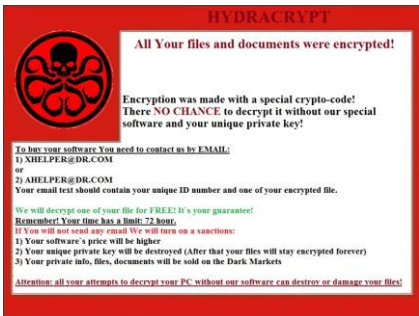 HYDRACRYPT
All Your files and documents were encrypted!
Encryption was made with a special crypto-code!
There NO CHANCE to decrypt it without our special
software and your unique private key!
To buy your software You need to contact us by EMAIL:
1) XHELPER@DR.COM
or
2) AHELPER@DR.COM
Your email text should contain your unique ID number and one of your encrypted file.
We will decrypt one of your file for FREE! It`s your guarantee!
Remember! Your time has a limit: 72 hour.
If You will not send any email We will turn on a sanctions:
1) Your software`s price will be higher
2) Your unique private key will be destroyed (After that your files will stay encrypted forever)
3) Your private info, files, documents will be sold on the Dark Markets
Attention: all your attempts to decrypt your PC without our software can destroy or damage your files!